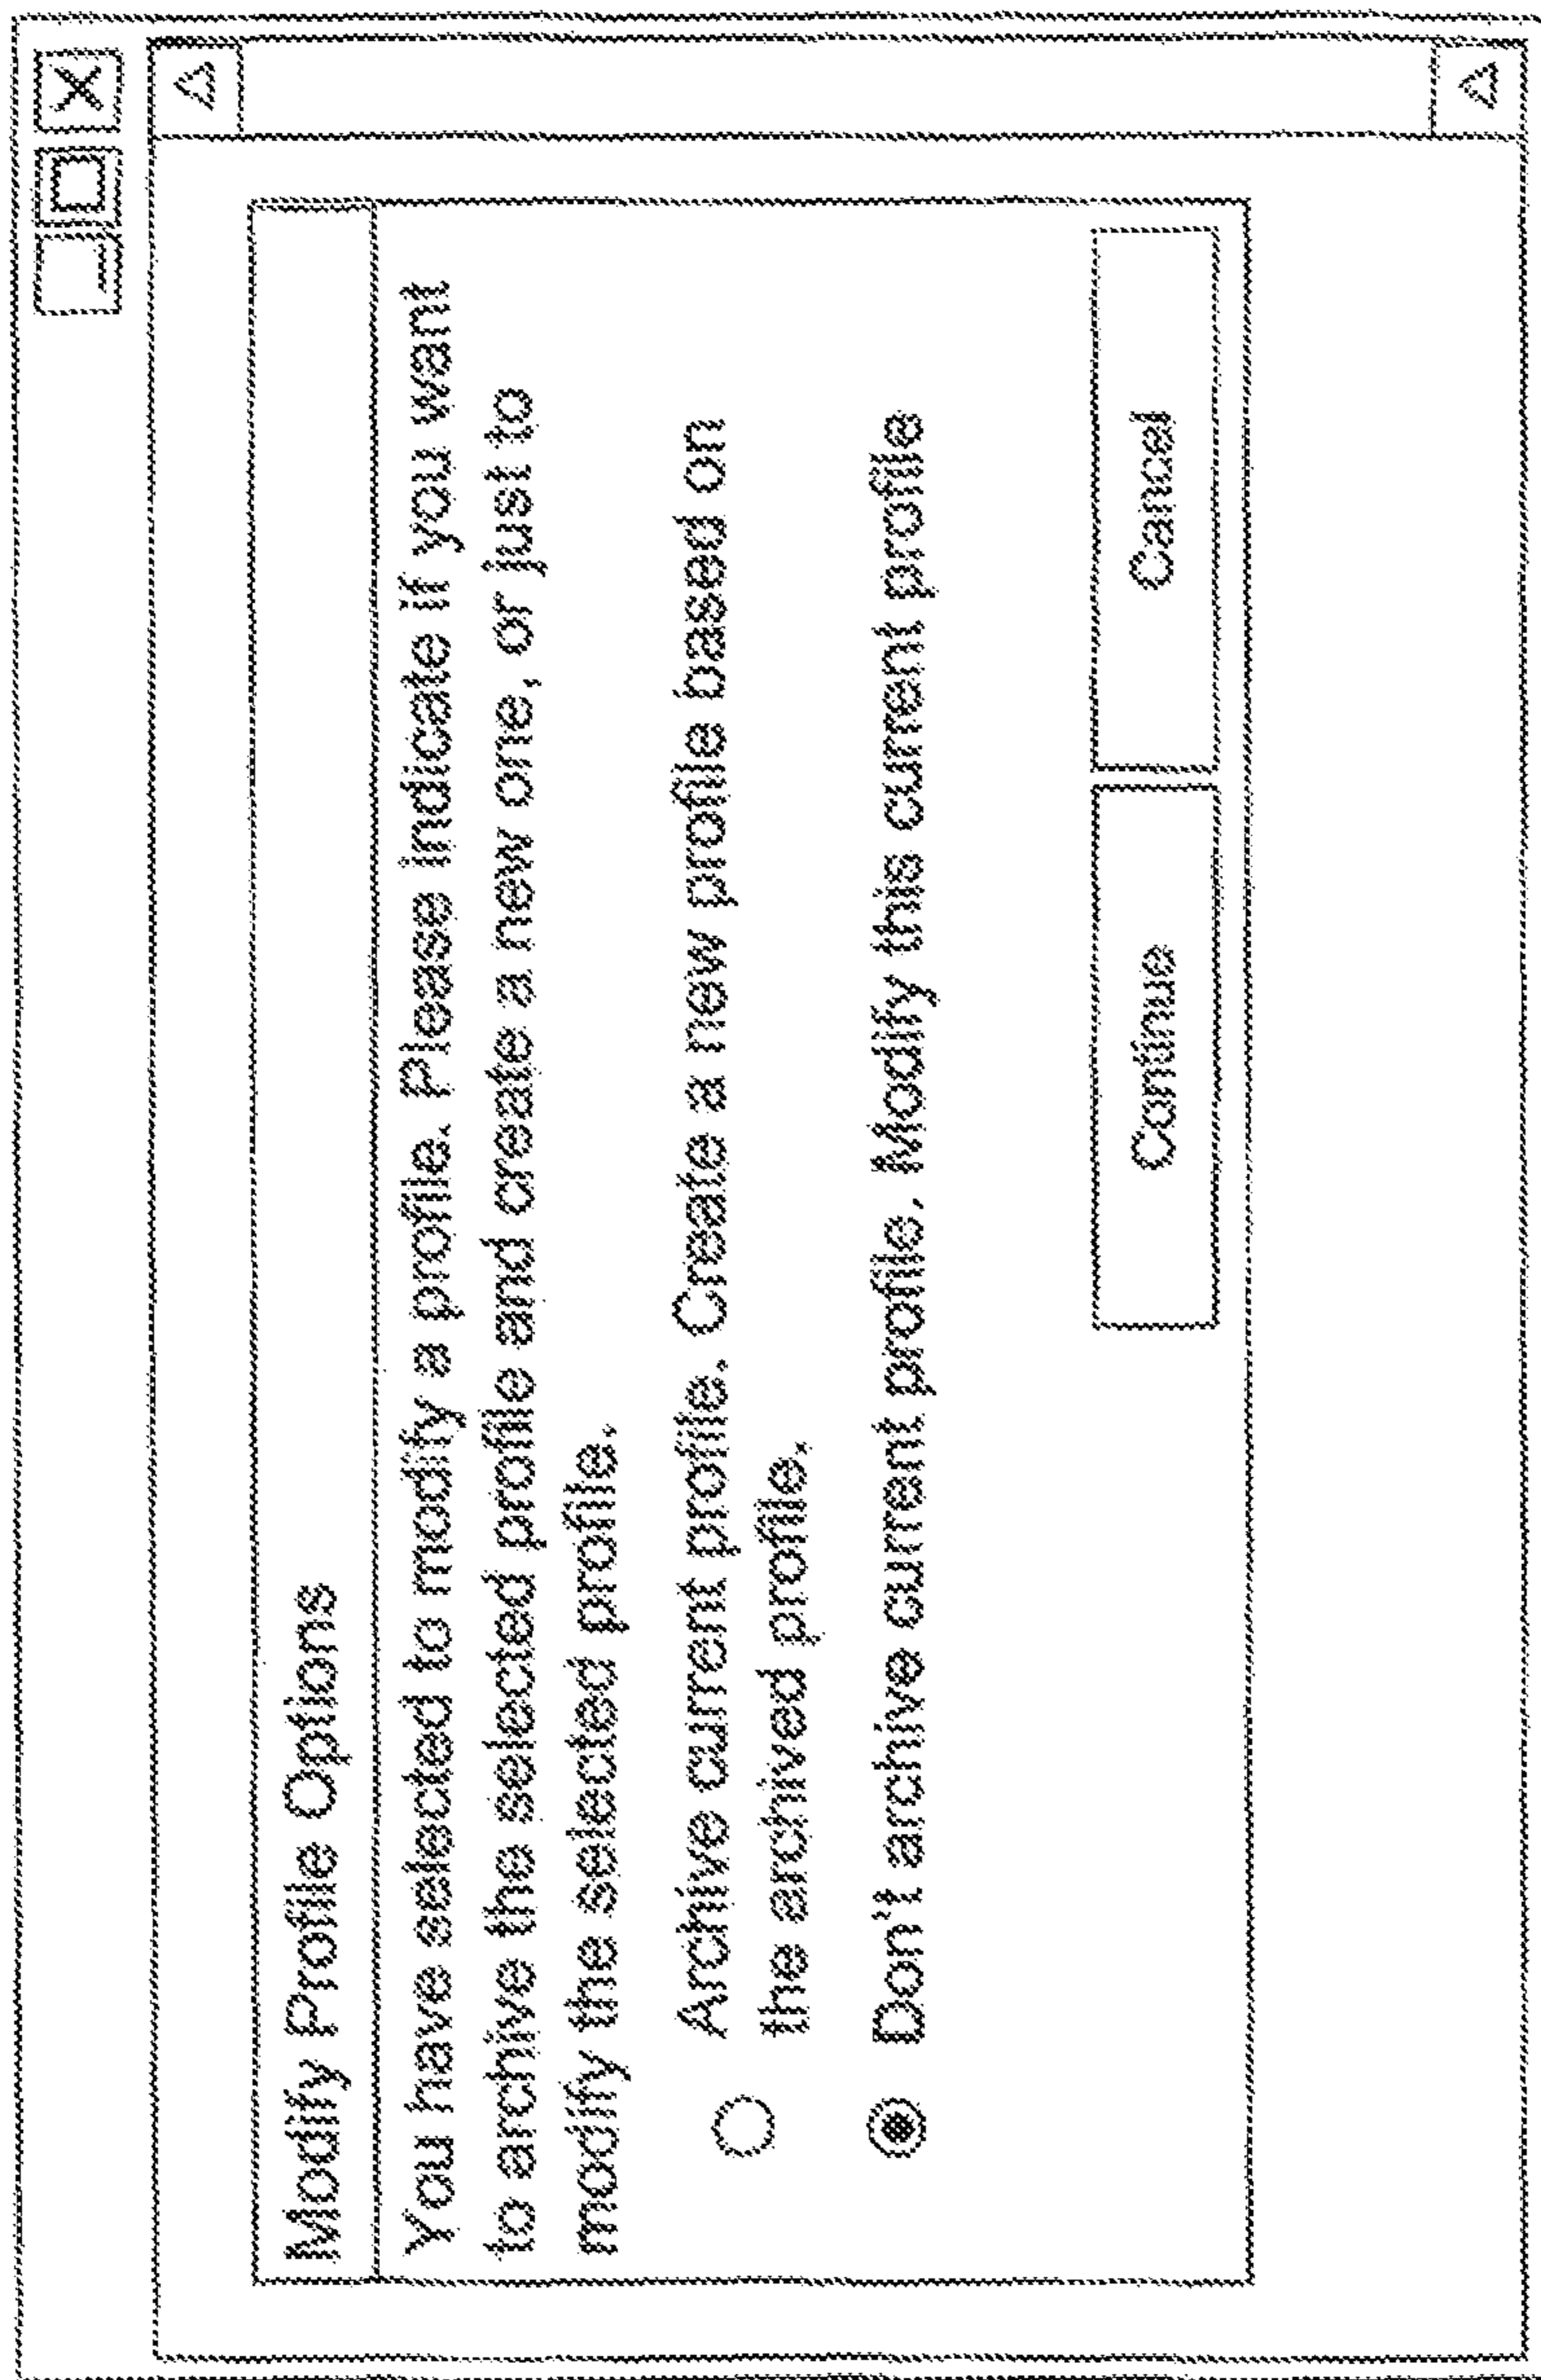 Modify Profile Options
You have selected to modify a profile. Please indicate if you want
to archive the selected profile and create a new one, or just to
modify the selected profile.
Archive current profile. Create a new profile based on
the archived profile.
Don't archive current profile. Modify this current profile
Continue
Cancel